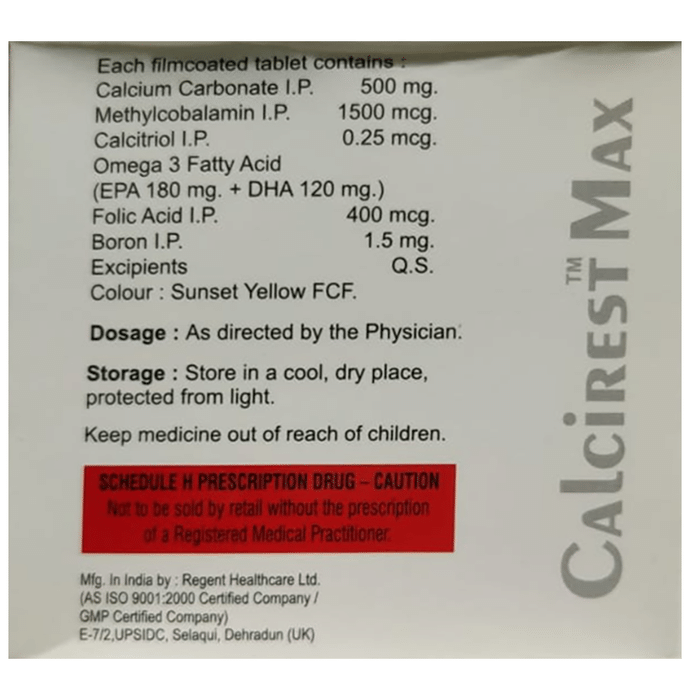 Each filmcoated tablet contains :
Calcium Carbonate I.P. 500 mg.
Methylcobalamin I.P. 1500 mcg.
Calcitriol I.P. 0.25 mcg.
Omega 3 Fatty Acid
(EPA 180 mg. + DHA 120 mg.)
Folic Acid I.P. 400 mcg.
Boron I.P. 1.5 mg.
Excipients Q.S.
Colour : Sunset Yellow FCF.
Dosage : As directed by the Physician.
Storage : Store in a cool, dry place,
protected from light.
Keep medicine out of reach of children.
SCHEDULE H PRESCRIPTION DRUG – CAUTION
Not to be sold by retail without the prescription
of a Registered Medical Practitioner.
Mfg. In India by : Regent Healthcare Ltd.
(AS ISO 9001:2000 Certified Company /
GMP Certified Company)
E-7/2,UPSIDC, Selaqui, Dehradun (UK)
CALCIREST™ MAX